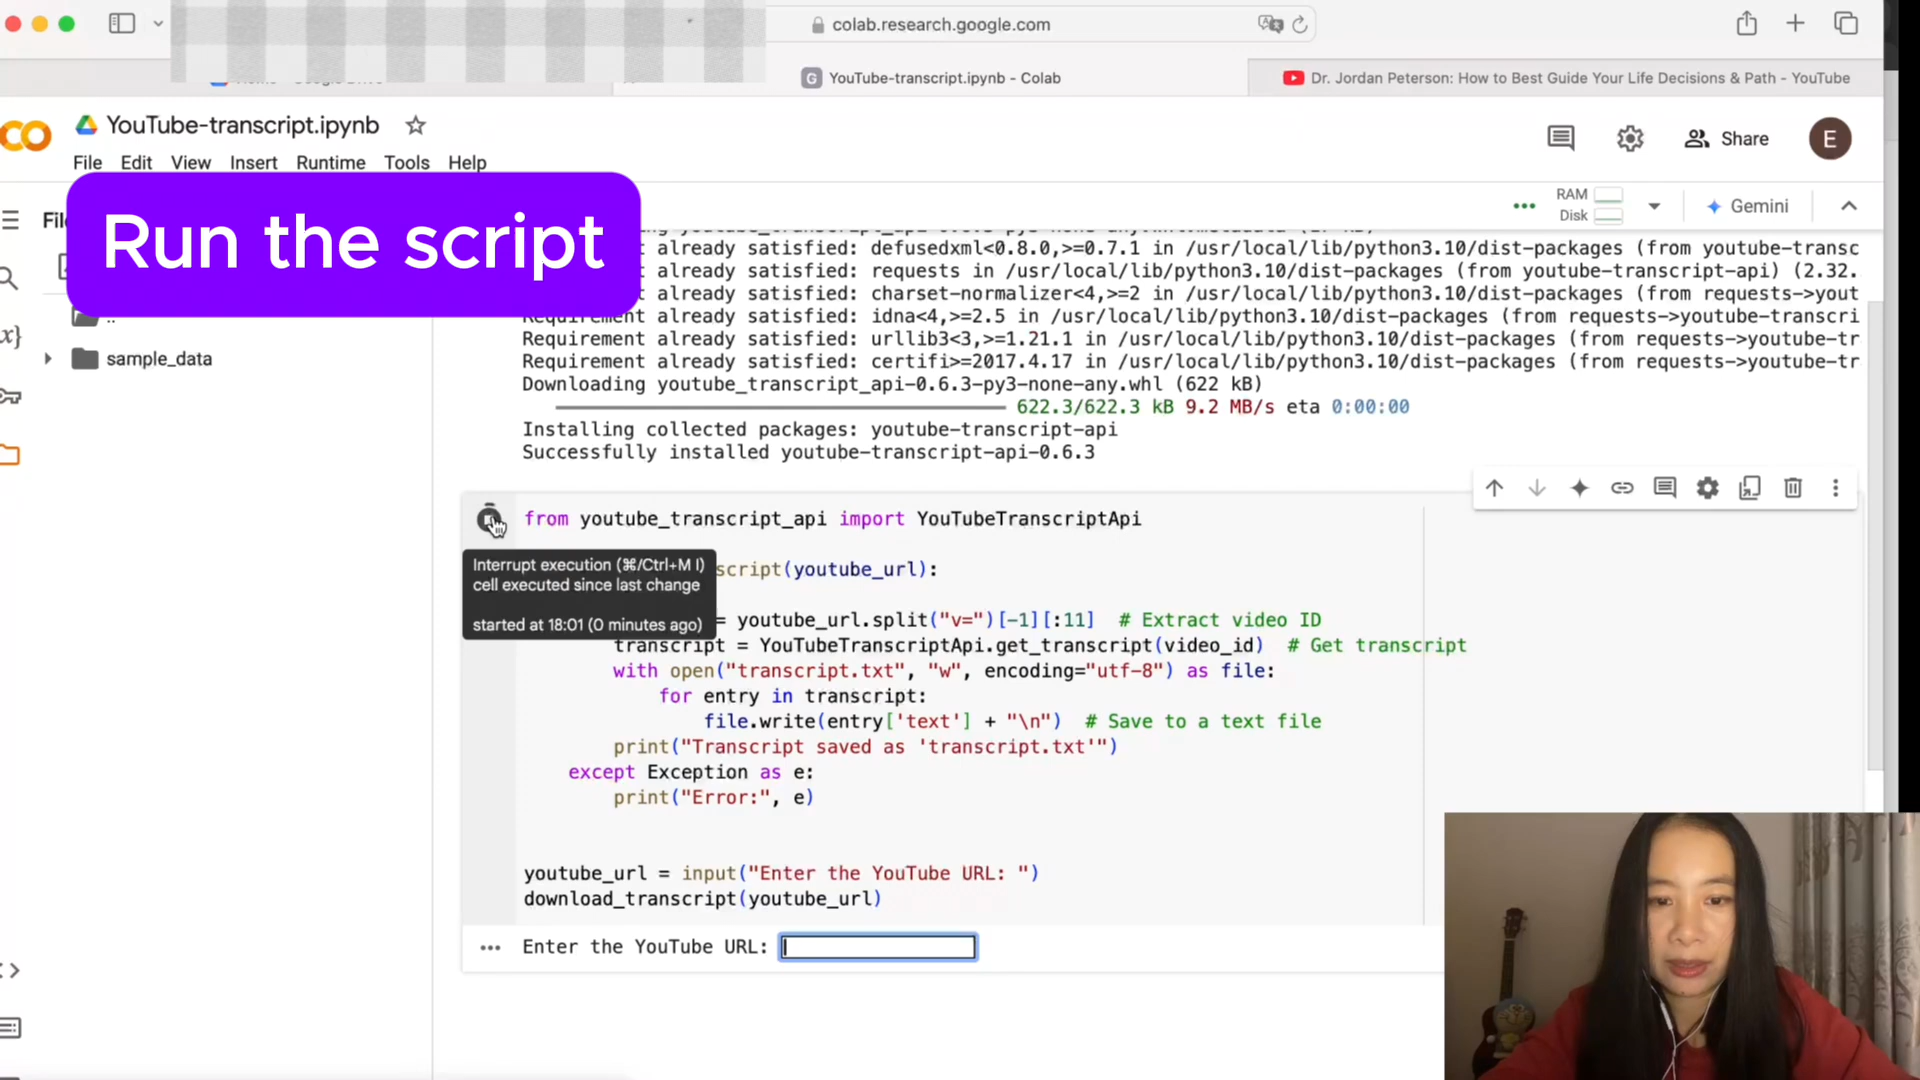 colab.research.google.com
YouTube-transcript.ipynb - Colab
Dr. Jordan Peterson: How to Best Guide Your Life Decisions & Path - YouTube
YouTube-transcript.ipynb
File Edit View Insert Runtime Tools Help
Share
E
RAM
Disk
Gemini
Run the script
already satisfied: defusedxml<0.8.0,>=0.7.1 in /usr/local/lib/python3.10/dist-packages (from youtube-transc
already satisfied: requests in /usr/local/lib/python3.10/dist-packages (from youtube-transcript-api) (2.32.
already satisfied: charset-normalizer<4,>=2 in /usr/local/lib/python3.10/dist-packages (from requests->yout
Requirement already satisfied: idna<4,>=2.5 in /usr/local/lib/python3.10/dist-packages (from requests->youtube-transcri
Requirement already satisfied: urllib3<3,>=1.21.1 in /usr/local/lib/python3.10/dist-packages (from requests->youtube-tr
Requirement already satisfied: certifi>=2017.4.17 in /usr/local/lib/python3.10/dist-packages (from requests->youtube-tr
Downloading youtube_transcript_api-0.6.3-py3-none-any.whl (622 kB)
622.3/622.3 kB 9.2 MB/s eta 0:00:00
Installing collected packages: youtube-transcript-api
Successfully installed youtube-transcript-api-0.6.3
..
sample_data
from youtube_transcript_api import YouTubeTranscriptApi
Interrupt execution (⌘/Ctrl+M I)
cell executed since last change
started at 18:01 (0 minutes ago)
script(youtube_url):
= youtube_url.split("v=")[-1][:11] # Extract video ID
transcript = YouTubeTranscriptApi.get_transcript(video_id) # Get transcript
with open("transcript.txt", "w", encoding="utf-8") as file:
for entry in transcript:
file.write(entry['text'] + "\n") # Save to a text file
print("Transcript saved as 'transcript.txt'")
except Exception as e:
print("Error:", e)
youtube_url = input("Enter the YouTube URL: ")
download_transcript(youtube_url)
Enter the YouTube URL: